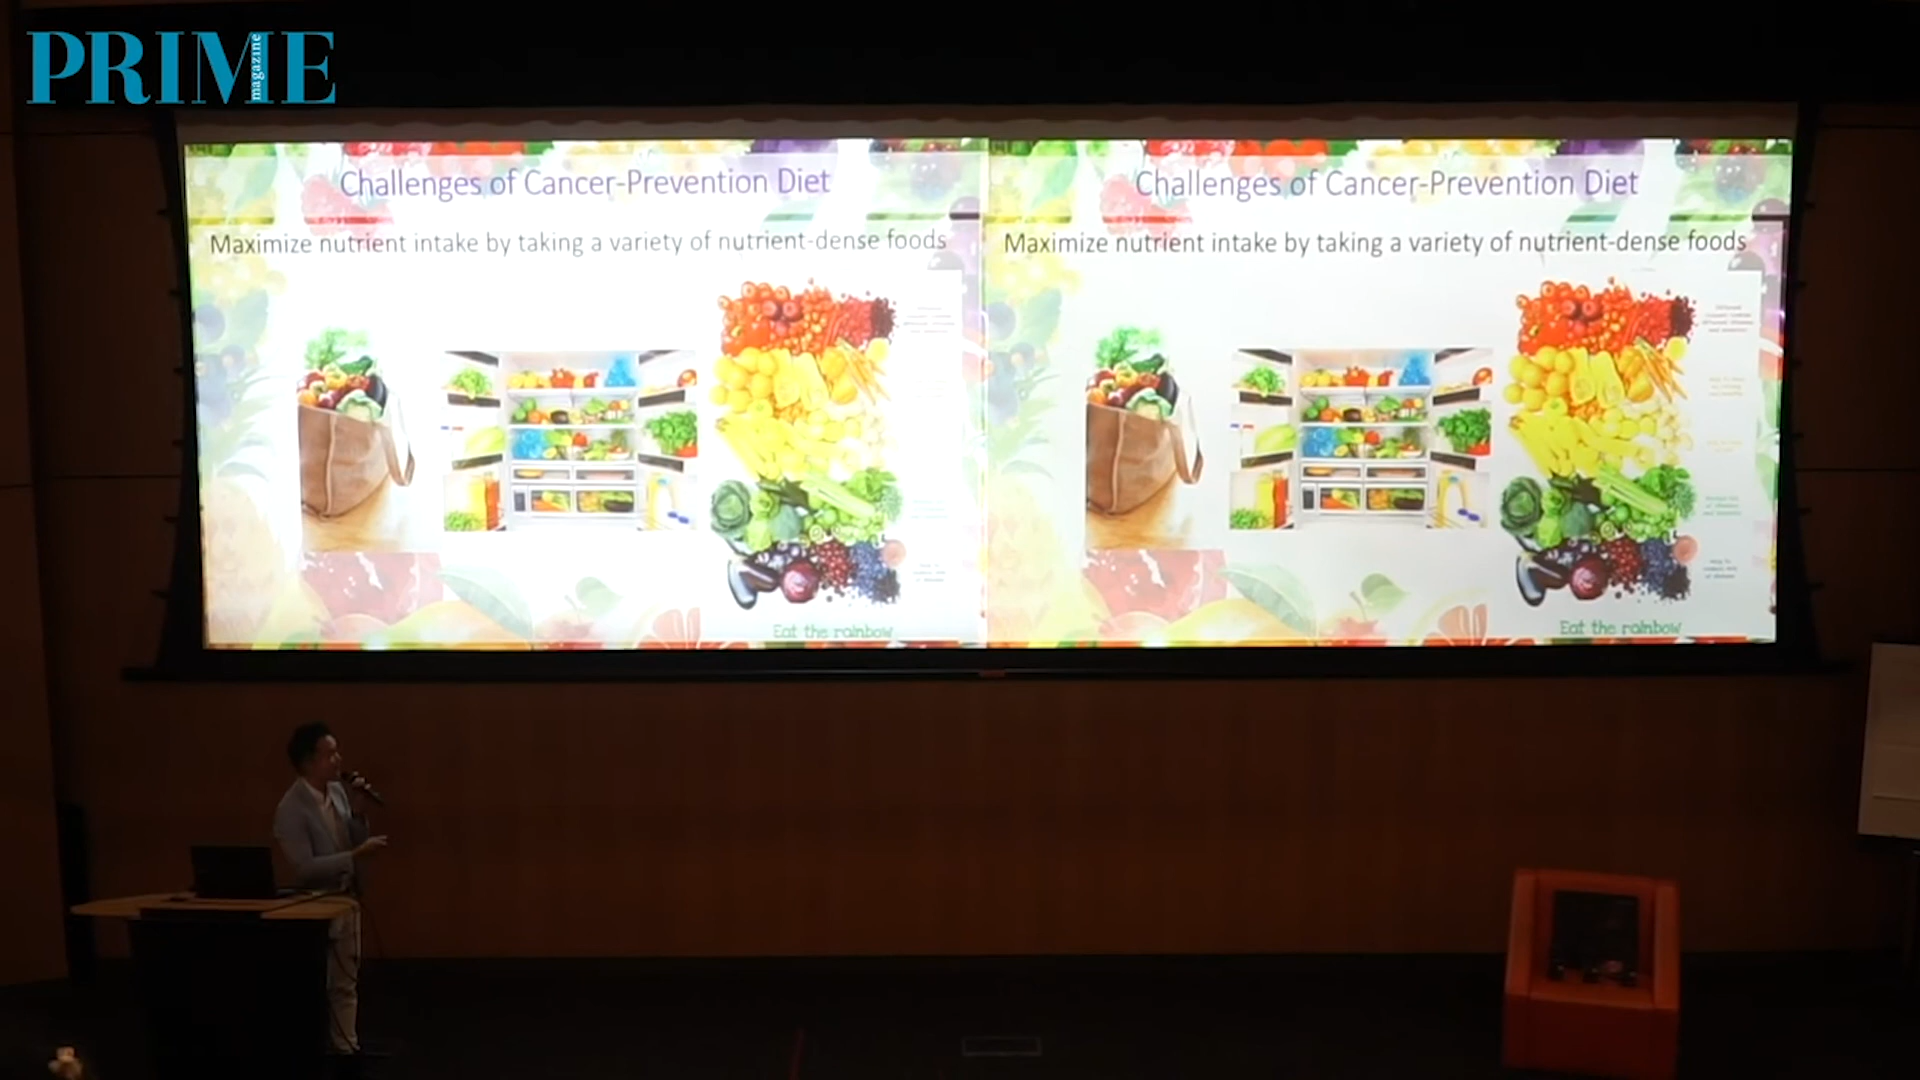 PRIME
magazine
Challenges of Cancer-Prevention Diet
Maximize nutrient intake by taking a variety of nutrient-dense foods
Eat the rainbow
Challenges of Cancer-Prevention Diet
Maximize nutrient intake by taking a variety of nutrient-dense foods
Eat the rainbow